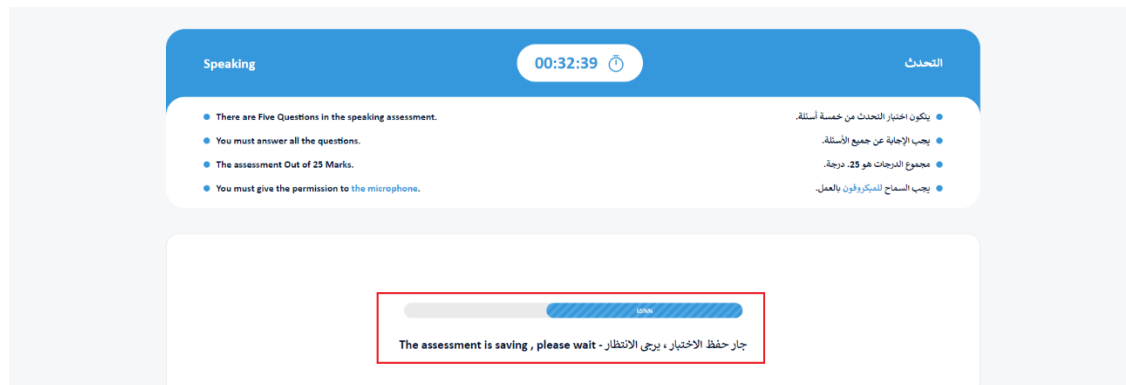 Speaking
00:32:39
التحدث
There are Five Questions in the speaking assessment.
You must answer all the questions.
The assessment Out of 25 Marks.
You must give the permission to the microphone.
يتكون اختبار التحدث من خمسة أسئلة.
يجب الإجابة عن جميع الأسئلة.
مجموع الدرجات هو 25. درجة.
يجب السماح للميكروفون بالعمل.
جار حفظ الاختبار ، يرجى الانتظار - The assessment is saving , please wait